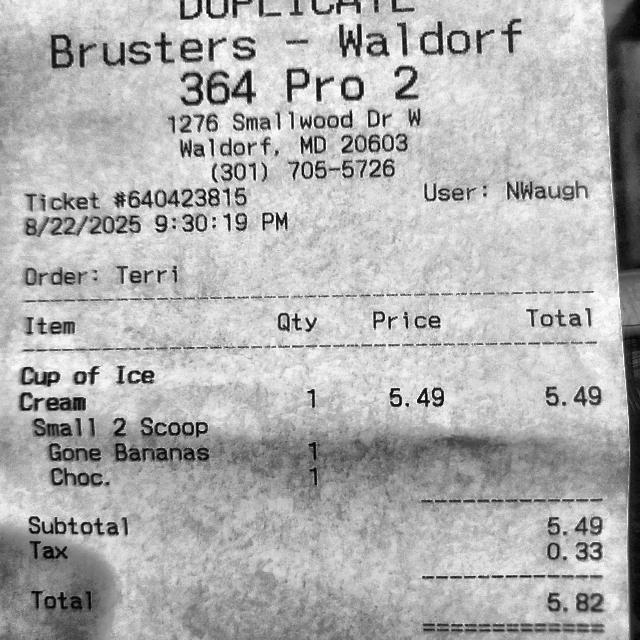 DUPLICATE
Brusters - Waldorf
364 Pro 2
1276 Smallwood Dr W
Waldorf, MD 20603
(301) 705-5726
Ticket #640423815 User: NWaugh
8/22/2025 9:30:19 PM
Order: Terri
Item Qty Price Total
Cup of Ice
Cream 1 5.49 5.49
Small 2 Scoop
Gone Bananas 1
Choc. 1
Subtotal 5.49
Tax 0.33
Total 5.82